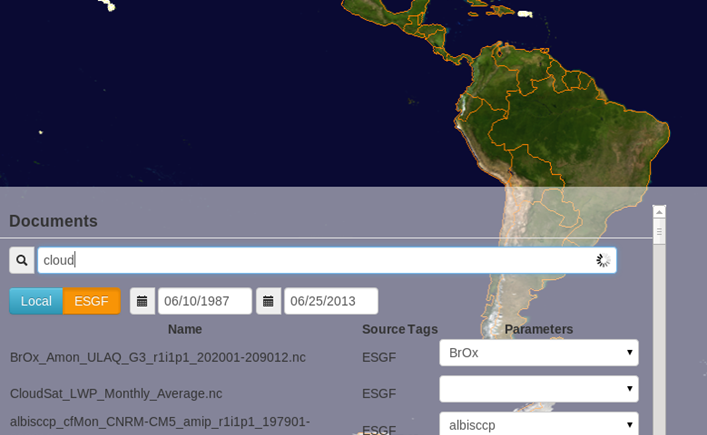 Documents
cloud
Local ESGF 06/10/1987 06/25/2013
Name Source Tags Parameters
BrOx_Amon_ULAQ_G3_r1i1p1_202001-209012.nc ESGF BrOx
CloudSat_LWP_Monthly_Average.nc ESGF
albisccp_cfMon_CNRM-CM5_amip_r1i1p1_197901- ESGF albisccp